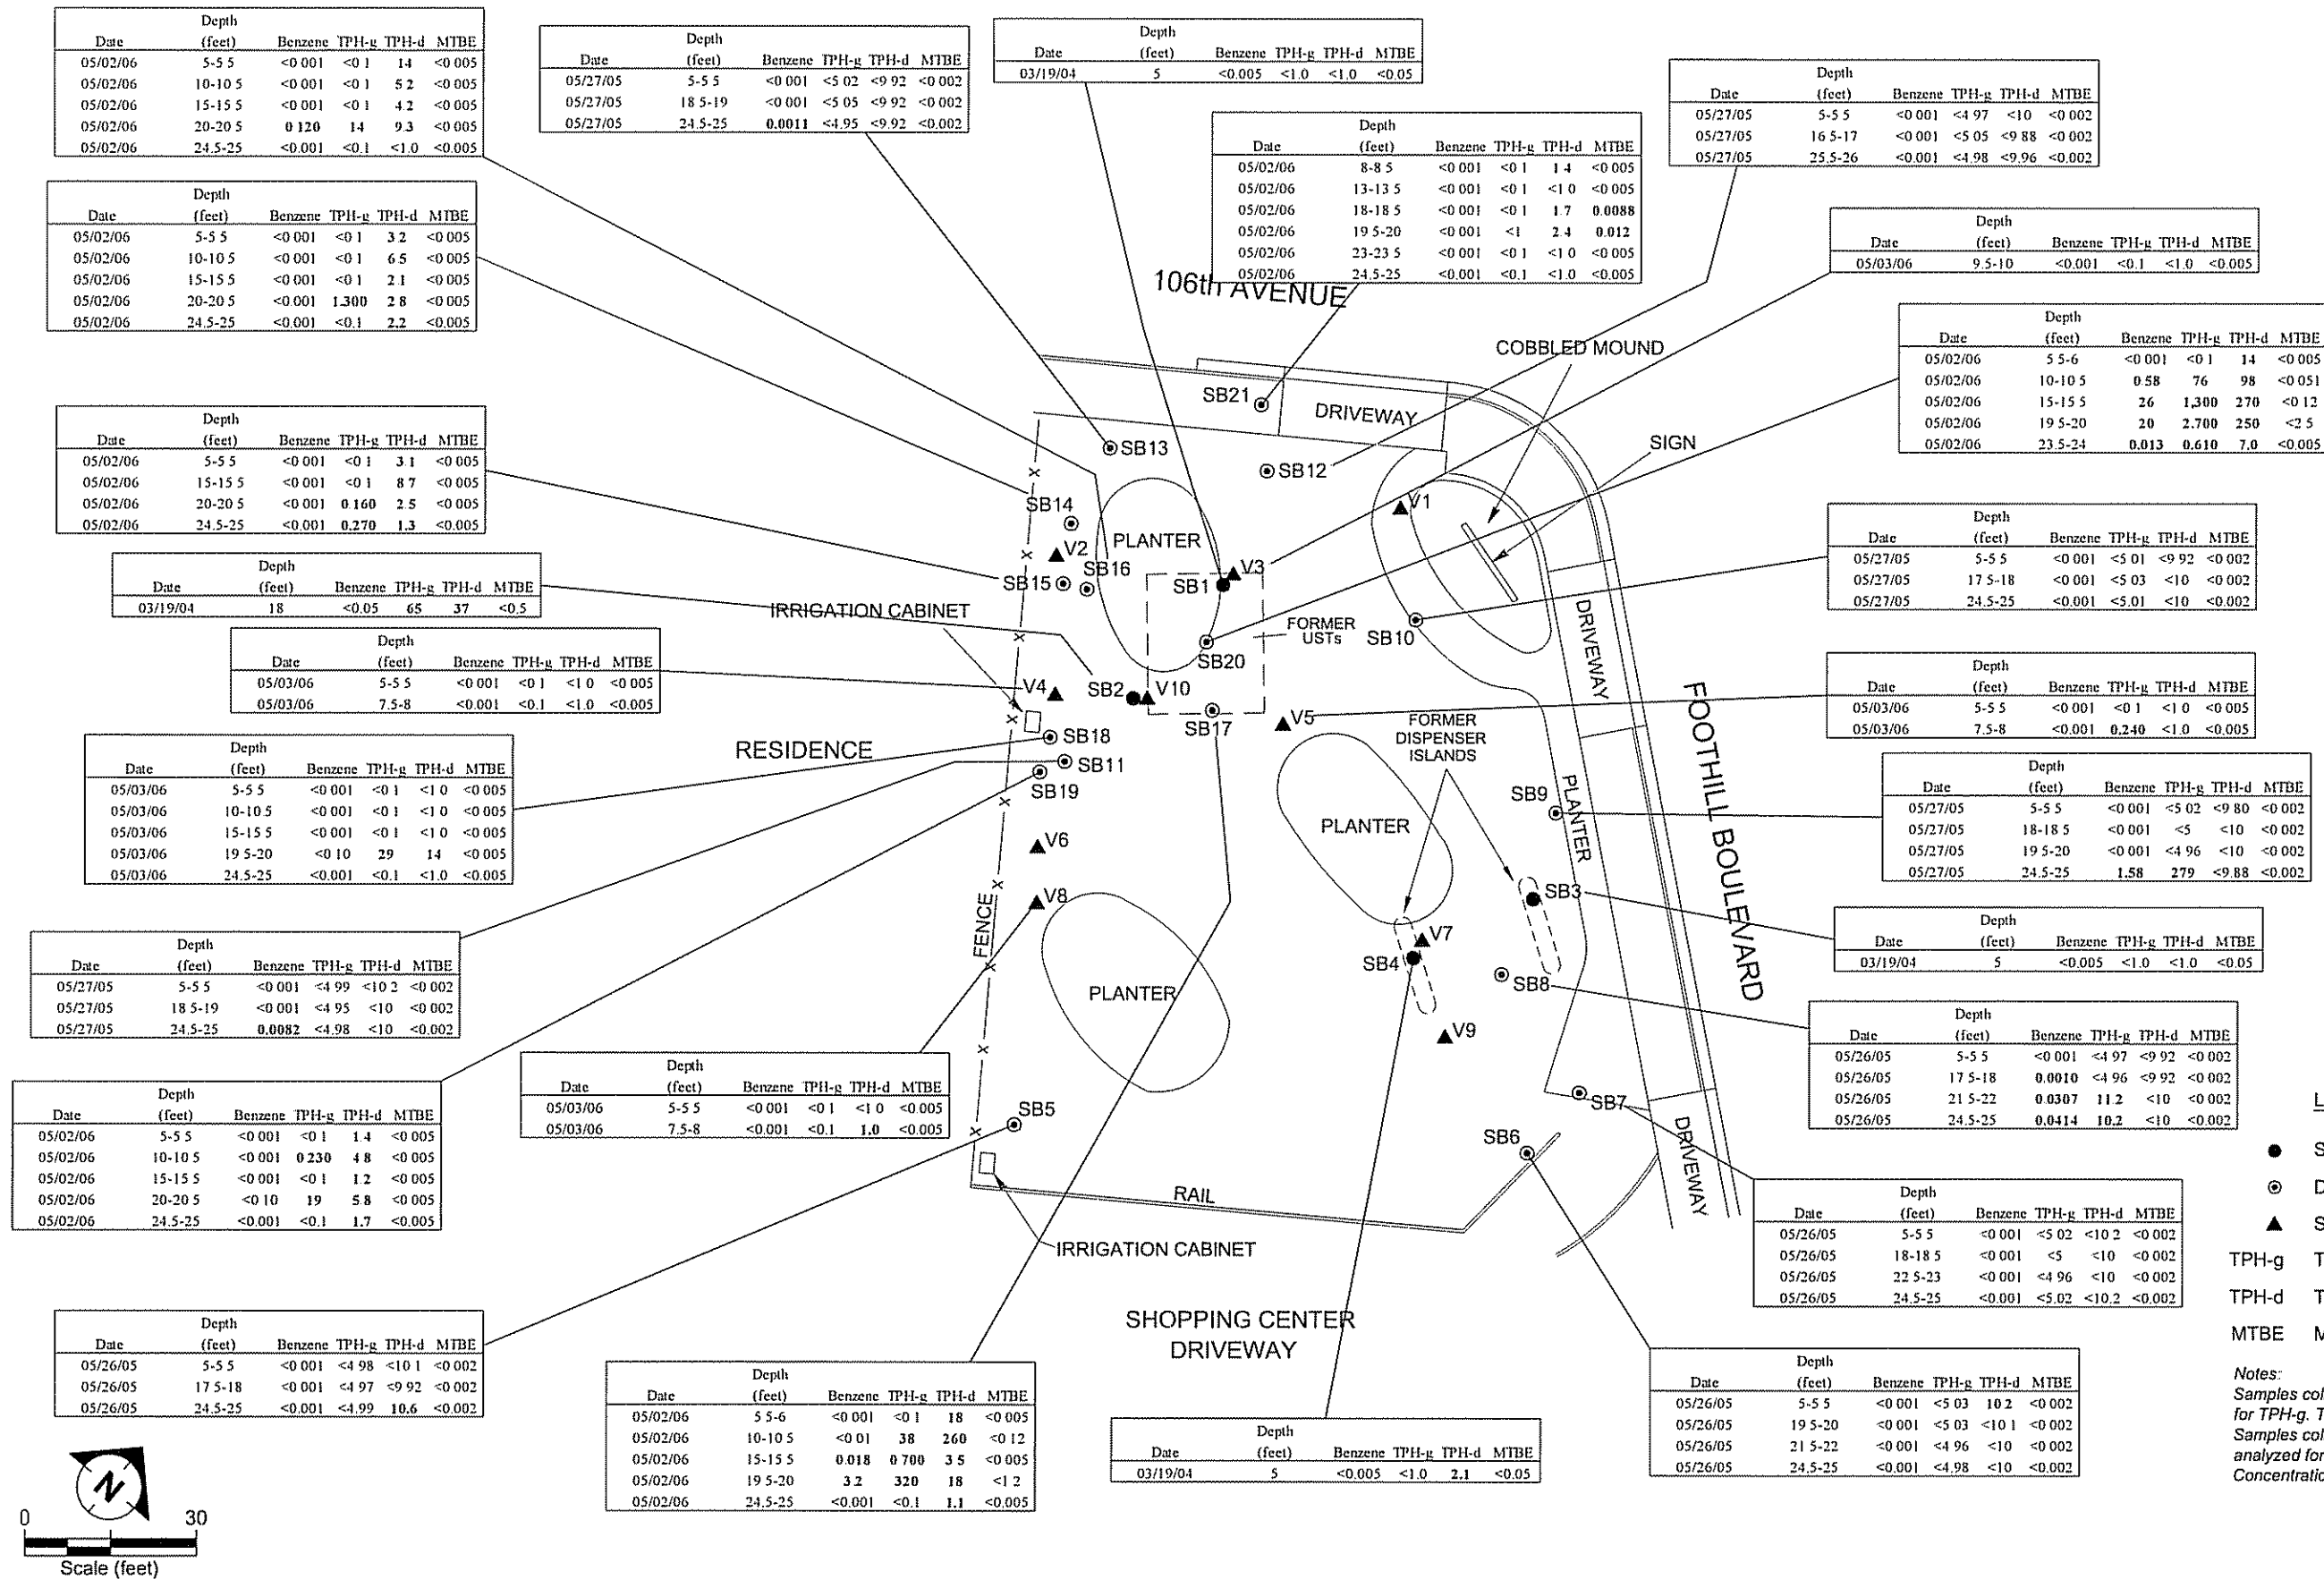 Depth
Date (feet) Benzene TPH-g TPH-d MTBE
05/02/06 5-5 5 <0 001 <0 1 14 <0 005
05/02/06 10-10 5 <0 001 <0 1 5 2 <0 005
05/02/06 15-15 5 <0 001 <0 1 4.2 <0 005
05/02/06 20-20 5 0 120 14 9.3 <0 005
05/02/06 24.5-25 <0.001 <0.1 <1.0 <0.005
Depth
Date (feet) Benzene TPH-g TPH-d MTBE
05/27/05 5-5 5 <0 001 <5 02 <9 92 <0 002
05/27/05 18 5-19 <0 001 <5 05 <9 92 <0 002
05/27/05 24.5-25 0.0011 <4.95 <9.92 <0.002
Depth
Date (feet) Benzene TPH-g TPH-d MTBE
03/19/04 5 <0.005 <1.0 <1.0 <0.05
Depth
Date (feet) Benzene TPH-g TPH-d MTBE
05/27/05 5-5 5 <0 001 <4 97 <10 <0 002
05/27/05 16 5-17 <0 001 <5 05 <9 88 <0 002
05/27/05 25.5-26 <0.001 <4.98 <9.96 <0.002
Depth
Date (feet) Benzene TPH-g TPH-d MTBE
05/02/06 8-8 5 <0 001 <0 1 1 4 <0 005
05/02/06 13-13 5 <0 001 <0 1 <1 0 <0 005
05/02/06 18-18 5 <0 001 <0 1 1.7 0.0088
05/02/06 19 5-20 <0 001 <1 2.4 0.012
05/02/06 23-23 5 <0 001 <0 1 <1 0 <0 005
05/02/06 24.5-25 <0.001 <0.1 <1.0 <0.005
Depth
Date (feet) Benzene TPH-g TPH-d MTBE
05/02/06 5-5 5 <0 001 <0 1 3 2 <0 005
05/02/06 10-10 5 <0 001 <0 1 6 5 <0 005
05/02/06 15-15 5 <0 001 <0 1 2 1 <0 005
05/02/06 20-20 5 <0.001 1.300 2 8 <0 005
05/02/06 24.5-25 <0.001 <0.1 2.2 <0.005
Depth
Date (feet) Benzene TPH-g TPH-d MTBE
05/03/06 9.5-10 <0.001 <0.1 <1.0 <0.005
106th AVENUE
Depth
Date (feet) Benzene TPH-g TPH-d MTBE
05/02/06 5 5-6 <0 001 <0 1 14 <0 005
05/02/06 10-10 5 0.58 76 98 <0 051
05/02/06 15-15 5 26 1,300 270 <0 12
05/02/06 19 5-20 20 2.700 250 <2 5
05/02/06 23.5-24 0.013 0.610 7.0 <0.005
COBBLED MOUND
SB21
DRIVEWAY
SIGN
SB13
SB12
Depth
Date (feet) Benzene TPH-g TPH-d MTBE
05/02/06 5-5 5 <0 001 <0 1 3 1 <0 005
05/02/06 15-15 5 <0 001 <0 1 8 7 <0 005
05/02/06 20-20 5 <0 001 0 160 2 5 <0 005
05/02/06 24.5-25 <0.001 0.270 1.3 <0.005
V1
SB14
PLANTER
V2
SB16
V3
SB15
SB1
IRRIGATION CABINET
FORMER
USTs
SB10
SB20
DRIVEWAY
Depth
Date (feet) Benzene TPH-g TPH-d MTBE
05/27/05 5-5 5 <0 001 <5 01 <9 92 <0 002
05/27/05 17 5-18 <0 001 <5 03 <10 <0 002
05/27/05 24.5-25 <0.001 <5.01 <10 <0.002
Depth
Date (feet) Benzene TPH-g TPH-d MTBE
03/19/04 18 <0.05 65 37 <0.5
Depth
Date (feet) Benzene TPH-g TPH-d MTBE
05/03/06 5-5 5 <0 001 <0 1 <1 0 <0 005
05/03/06 7.5-8 <0.001 <0.1 <1.0 <0.005
V4
SB2
V10
SB17
V5
Depth
Date (feet) Benzene TPH-g TPH-d MTBE
05/03/06 5-5 5 <0 001 <0 1 <1 0 <0 005
05/03/06 7.5-8 <0.001 0.240 <1.0 <0.005
FORMER
DISPENSER
ISLANDS
FOOTHILL BOULEVARD
RESIDENCE
SB18
SB11
SB19
Depth
Date (feet) Benzene TPH-g TPH-d MTBE
05/03/06 5-5 5 <0 001 <0 1 <1 0 <0 005
05/03/06 10-10 5 <0 001 <0 1 <1 0 <0 005
05/03/06 15-15 5 <0 001 <0 1 <1 0 <0 005
05/03/06 19 5-20 <0 10 29 14 <0 005
05/03/06 24.5-25 <0.001 <0.1 <1.0 <0.005
SB9
PLANTER
PLANTER
Depth
Date (feet) Benzene TPH-g TPH-d MTBE
05/27/05 5-5 5 <0 001 <5 02 <9 80 <0 002
05/27/05 18-18 5 <0 001 <5 <10 <0 002
05/27/05 19 5-20 <0 001 <4 96 <10 <0 002
05/27/05 24.5-25 1.58 279 <9.88 <0.002
V6
V8
SB3
FENCE
V7
SB4
SB8
PLANTER
V9
Depth
Date (feet) Benzene TPH-g TPH-d MTBE
03/19/04 5 <0.005 <1.0 <1.0 <0.05
Depth
Date (feet) Benzene TPH-g TPH-d MTBE
05/27/05 5-5 5 <0 001 <4 99 <10 2 <0 002
05/27/05 18 5-19 <0 001 <4 95 <10 <0 002
05/27/05 24.5-25 0.0082 <4.98 <10 <0.002
Depth
Date (feet) Benzene TPH-g TPH-d MTBE
05/26/05 5-5 5 <0 001 <4 97 <9 92 <0 002
05/26/05 17 5-18 0.0010 <4 96 <9 92 <0 002
05/26/05 21 5-22 0.0307 11.2 <10 <0 002
05/26/05 24.5-25 0.0414 10.2 <10 <0.002
Depth
Date (feet) Benzene TPH-g TPH-d MTBE
05/03/06 5-5 5 <0 001 <0 1 <1 0 <0.005
05/03/06 7.5-8 <0.001 <0.1 1.0 <0.005
Depth
Date (feet) Benzene TPH-g TPH-d MTBE
05/02/06 5-5 5 <0 001 <0 1 1.4 <0 005
05/02/06 10-10 5 <0 001 0 230 4 8 <0 005
05/02/06 15-15 5 <0 001 <0 1 1.2 <0 005
05/02/06 20-20 5 <0 10 19 5.8 <0 005
05/02/06 24.5-25 <0.001 <0.1 1.7 <0.005
SB5
SB7
SB6
DRIVEWAY
RAIL
IRRIGATION CABINET
L
S
D
S
TPH-g T
TPH-d T
MTBE M
Depth
Date (feet) Benzene TPH-g TPH-d MTBE
05/26/05 5-5 5 <0 001 <5 02 <10 2 <0 002
05/26/05 18-18 5 <0 001 <5 <10 <0 002
05/26/05 22 5-23 <0 001 <4 96 <10 <0 002
05/26/05 24.5-25 <0.001 <5.02 <10.2 <0.002
SHOPPING CENTER
DRIVEWAY
Depth
Date (feet) Benzene TPH-g TPH-d MTBE
05/26/05 5-5 5 <0 001 <4 98 <10 1 <0 002
05/26/05 17 5-18 <0 001 <4 97 <9 92 <0 002
05/26/05 24.5-25 <0.001 <4.99 10.6 <0.002
Depth
Date (feet) Benzene TPH-g TPH-d MTBE
05/02/06 5 5-6 <0 001 <0 1 18 <0 005
05/02/06 10-10 5 <0 01 38 260 <0 12
05/02/06 15-15 5 0.018 0 700 3 5 <0 005
05/02/06 19 5-20 3.2 320 18 <1 2
05/02/06 24.5-25 <0.001 <0.1 1.1 <0.005
Depth
Date (feet) Benzene TPH-g TPH-d MTBE
03/19/04 5 <0.005 <1.0 2.1 <0.05
Depth
Date (feet) Benzene TPH-g TPH-d MTBE
05/26/05 5-5 5 <0 001 <5 03 10 2 <0 002
05/26/05 19 5-20 <0 001 <5 03 <10 1 <0 002
05/26/05 21 5-22 <0 001 <4 96 <10 <0 002
05/26/05 24.5-25 <0.001 <4.98 <10 <0.002
Notes:
Samples col
for TPH-g. T
Samples col
analyzed for
Concentratio
N
0 30
Scale (feet)